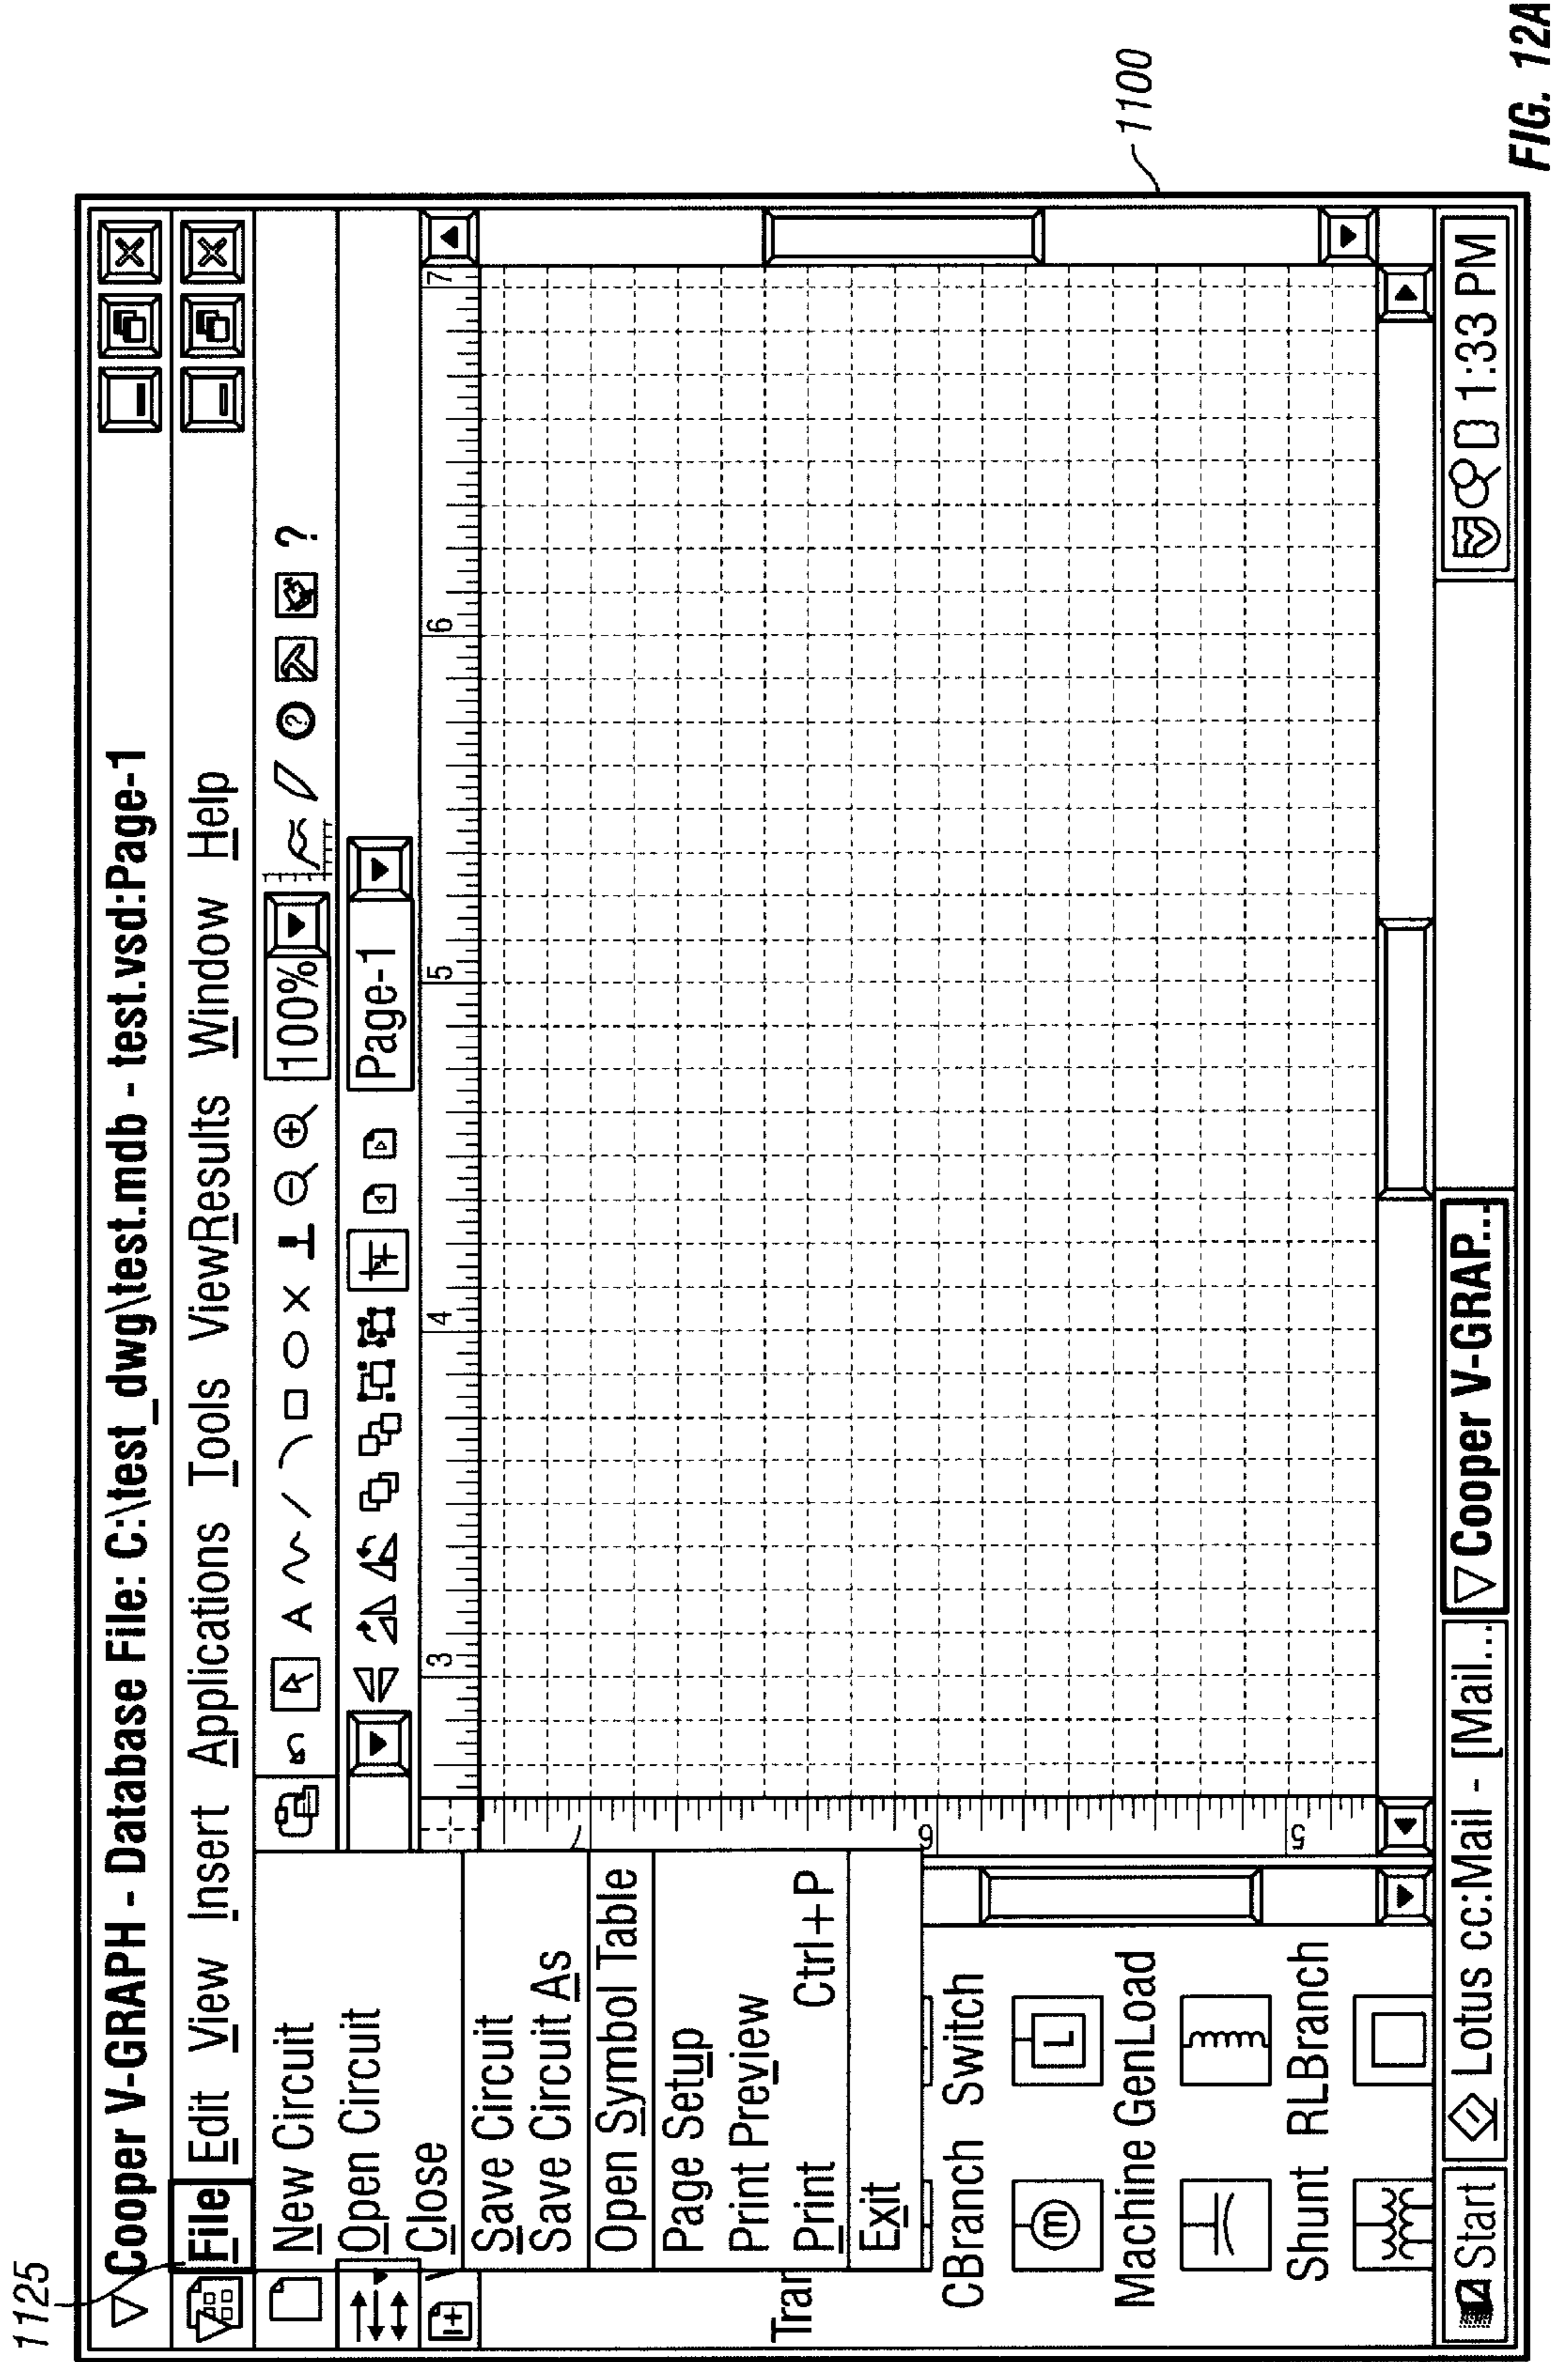 1125
Cooper V-GRAPH - Database File: C:\test_dwg\test.mdb - test.vsd:Page-1
File Edit View Insert Applications Tools ViewResults Window Help
A 100% ?
Page-1
New Circuit
Open Circuit
Close
Save Circuit
Save Circuit As
Open Symbol Table
Page Setup
Print Preview
Print Ctrl+P
Exit
3 4 5 6 7
7
6
5
Tran
CBranch Switch
m L
Machine GenLoad
Shunt RLBranch
Start Lotus cc:Mail - [Mail... Cooper V-GRAP... 1:33 PM
1100
FIG. 12A